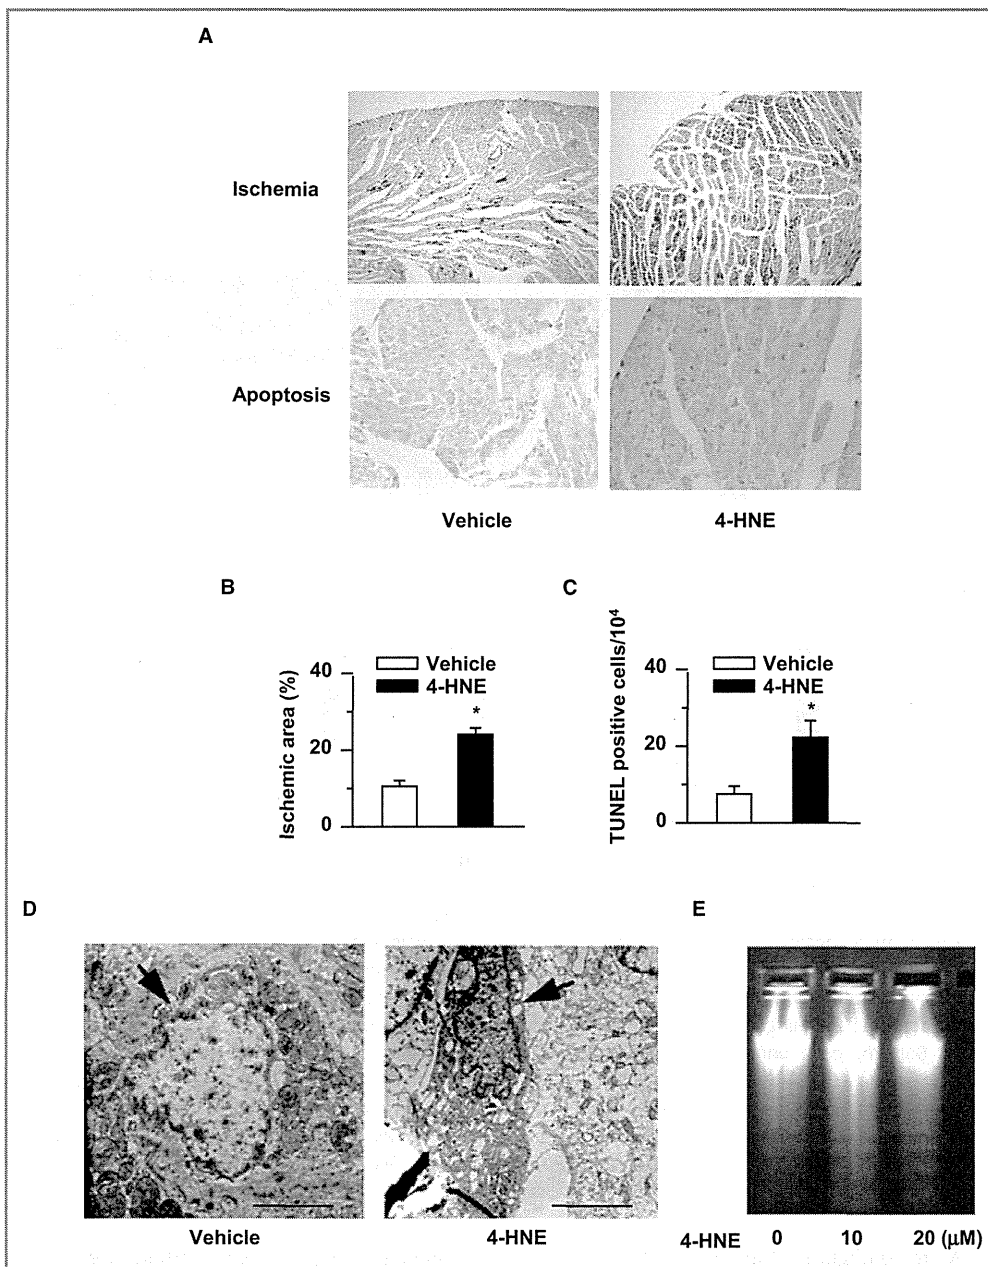 A
Ischemia
Apoptosis
Vehicle 4-HNE
B
Ischemic area (%)
40
20
0
Vehicle
4-HNE
*
C
TUNEL positive cells/10⁴
40
20
0
Vehicle
4-HNE
*
D
Vehicle 4-HNE
E
4-HNE 0 10 20 (μM)